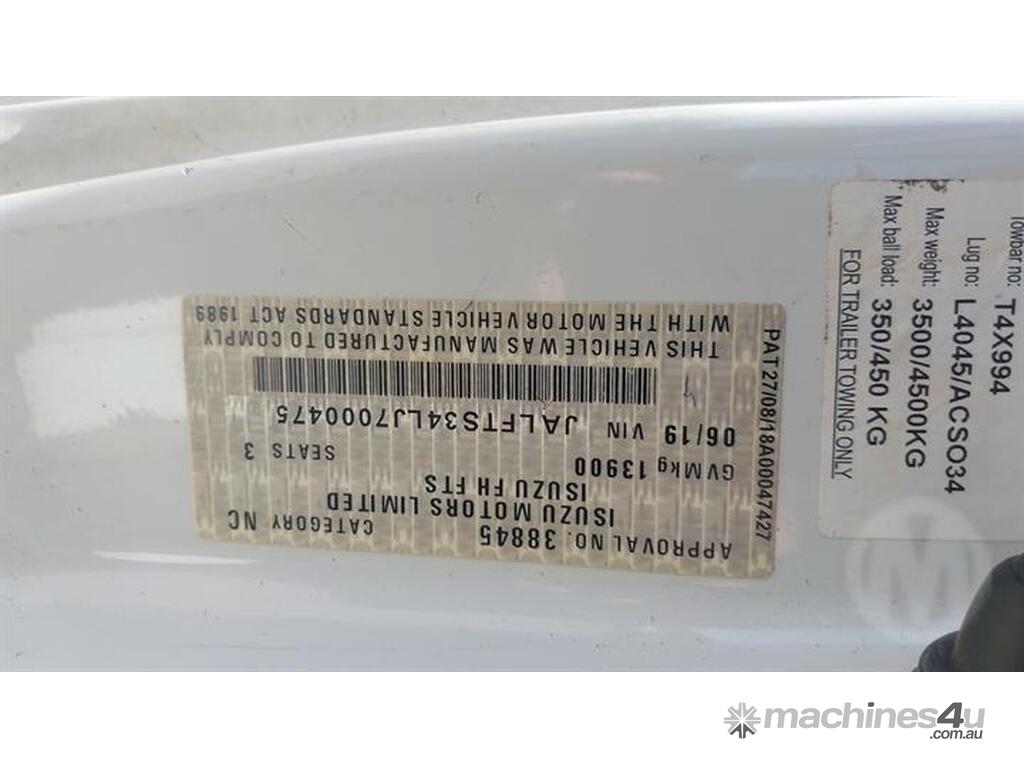 APPROVAL NO. 38845 CATEGORY NC
ISUZU MOTORS LIMITED
ISUZU FH FTS
GVMkg 13900 SEATS 3
06/19 VIN JALFTS34LJ7000475
THIS VEHICLE WAS MANUFACTURED TO COMPLY
WITH THE MOTOR VEHICLE STANDARDS ACT 1989
PAT27/08/18A00047427
Towbar no: T4X994
Lug no: L4045/ACSO34
Max weight: 3500/4500KG
Max ball load: 350/450 KG
FOR TRAILER TOWING ONLY
M
machines4u
.com.au